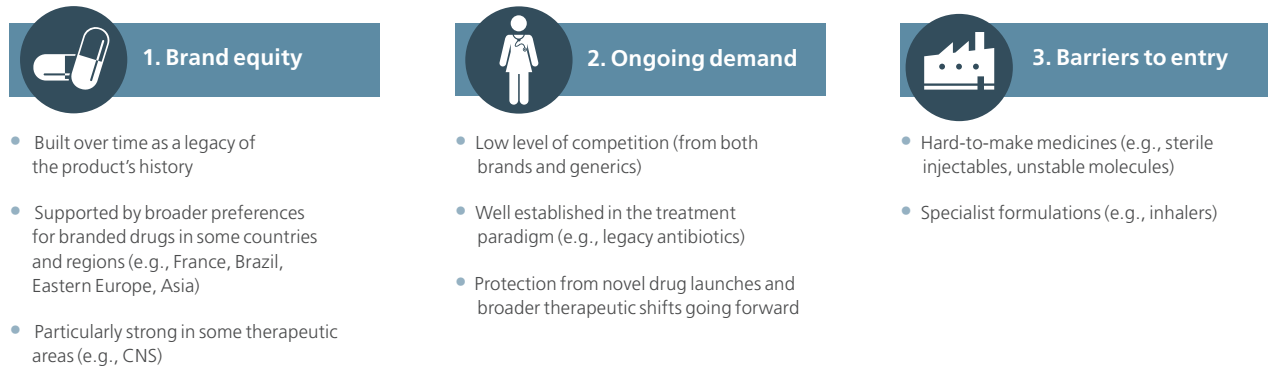 1. Brand equity
Built over time as a legacy of
the product's history
Supported by broader preferences
for branded drugs in some countries
and regions (e.g., France, Brazil,
Eastern Europe, Asia)
Particularly strong in some therapeutic
areas (e.g., CNS)
2. Ongoing demand
Low level of competition (from both
brands and generics)
Well established in the treatment
paradigm (e.g., legacy antibiotics)
Protection from novel drug launches and
broader therapeutic shifts going forward
3. Barriers to entry
Hard-to-make medicines (e.g., sterile
injectables, unstable molecules)
Specialist formulations (e.g., inhalers)